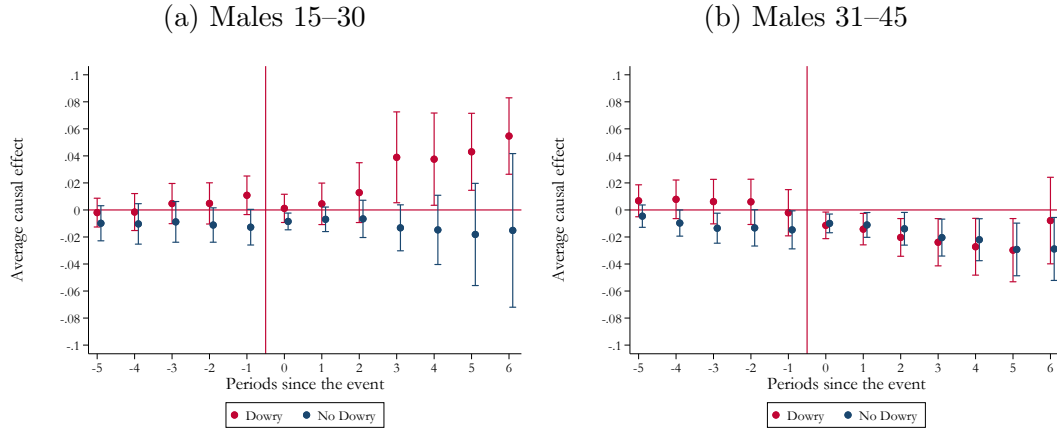 (a) Males 15–30
(b) Males 31–45
Average causal effect
.1
.08
.06
.04
.02
0
-.02
-.04
-.06
-.08
-.1
-5 -4 -3 -2 -1 0 1 2 3 4 5 6
Periods since the event
Dowry No Dowry
Average causal effect
.1
.08
.06
.04
.02
0
-.02
-.04
-.06
-.08
-.1
-5 -4 -3 -2 -1 0 1 2 3 4 5 6
Periods since the event
Dowry No Dowry